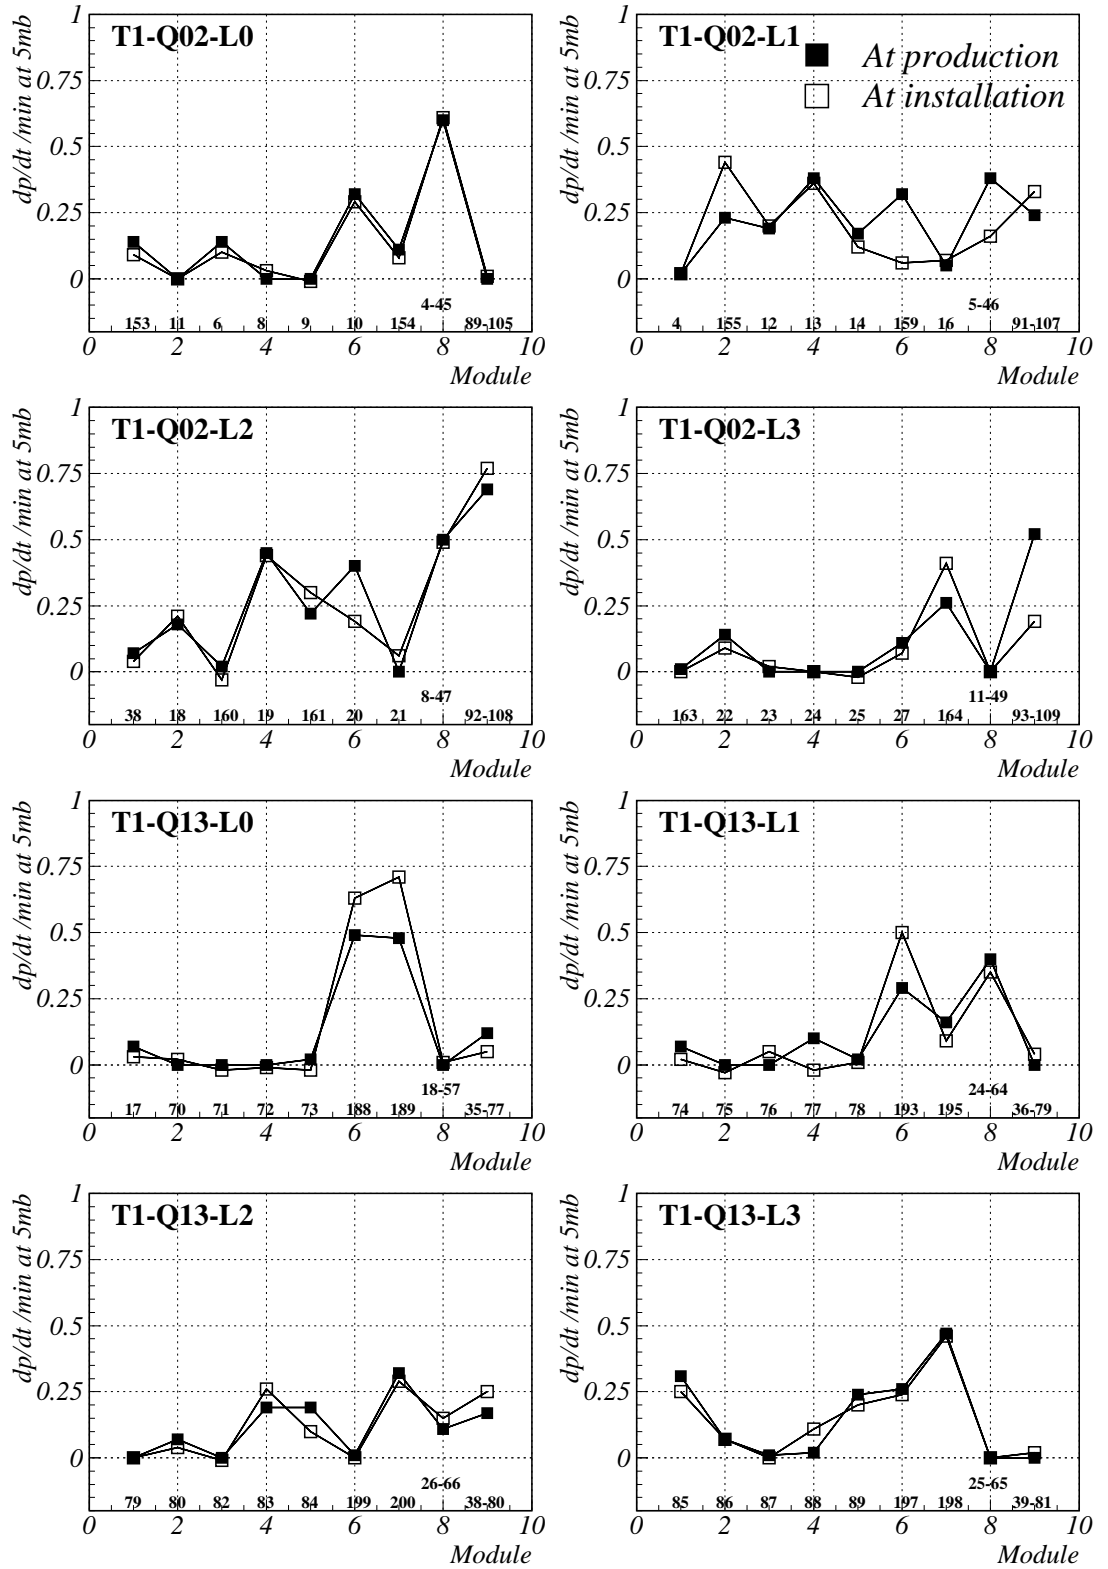 T1-Q02-L0
dp/dt /min at 5mb
1
0.75
0.5
0.25
0
4-45
153 11 6 8 9 10 154 89-105
0 2 4 6 8 10
Module
T1-Q02-L1
At production
At installation
dp/dt /min at 5mb
1
0.75
0.5
0.25
0
5-46
4 155 12 13 14 159 16 91-107
0 2 4 6 8 10
Module
T1-Q02-L2
dp/dt /min at 5mb
1
0.75
0.5
0.25
0
8-47
38 18 160 19 161 20 21 92-108
0 2 4 6 8 10
Module
T1-Q02-L3
dp/dt /min at 5mb
1
0.75
0.5
0.25
0
11-49
163 22 23 24 25 27 164 93-109
0 2 4 6 8 10
Module
T1-Q13-L0
dp/dt /min at 5mb
1
0.75
0.5
0.25
0
18-57
17 70 71 72 73 188 189 35-77
0 2 4 6 8 10
Module
T1-Q13-L1
dp/dt /min at 5mb
1
0.75
0.5
0.25
0
24-64
74 75 76 77 78 193 195 36-79
0 2 4 6 8 10
Module
T1-Q13-L2
dp/dt /min at 5mb
1
0.75
0.5
0.25
0
26-66
79 80 82 83 84 199 200 38-80
0 2 4 6 8 10
Module
T1-Q13-L3
dp/dt /min at 5mb
1
0.75
0.5
0.25
0
25-65
85 86 87 88 89 197 198 39-81
0 2 4 6 8 10
Module